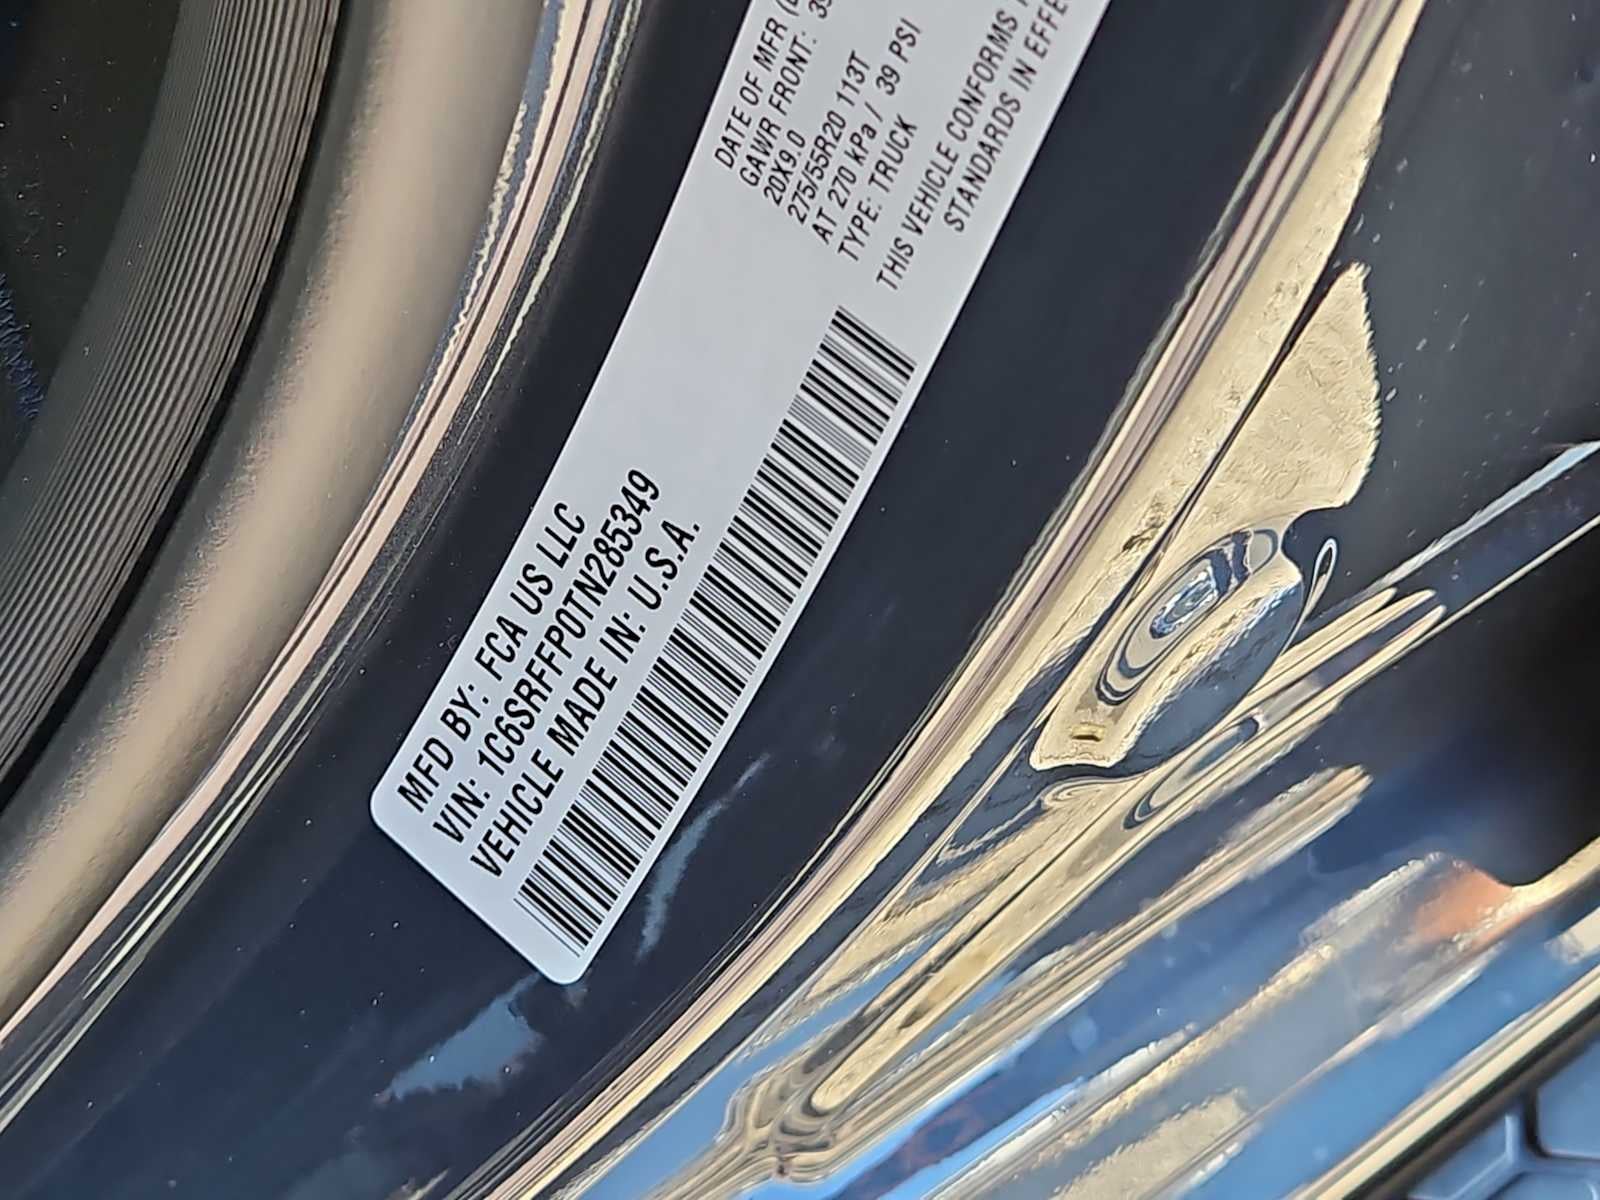 MFD BY: FCA US LLC
VIN: 1C6SRFFP0TN285349
VEHICLE MADE IN: U.S.A.
DATE OF MFR
GAWR FRONT:
20X9.0
275/55R20 113T
AT 270 kPa / 39 PSI
TYPE: TRUCK
THIS VEHICLE CONFORMS
STANDARDS IN